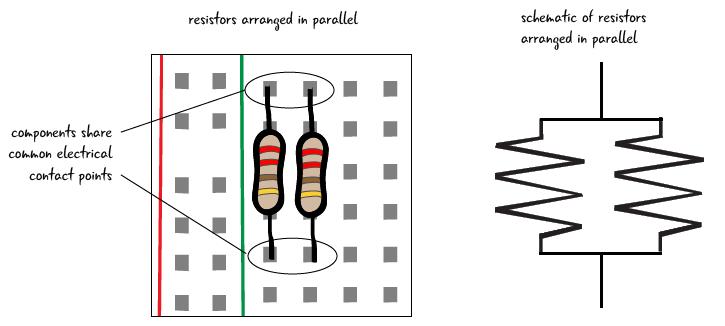 resistors arranged in parallel
schematic of resistors
arranged in parallel
components share
common electrical
contact points